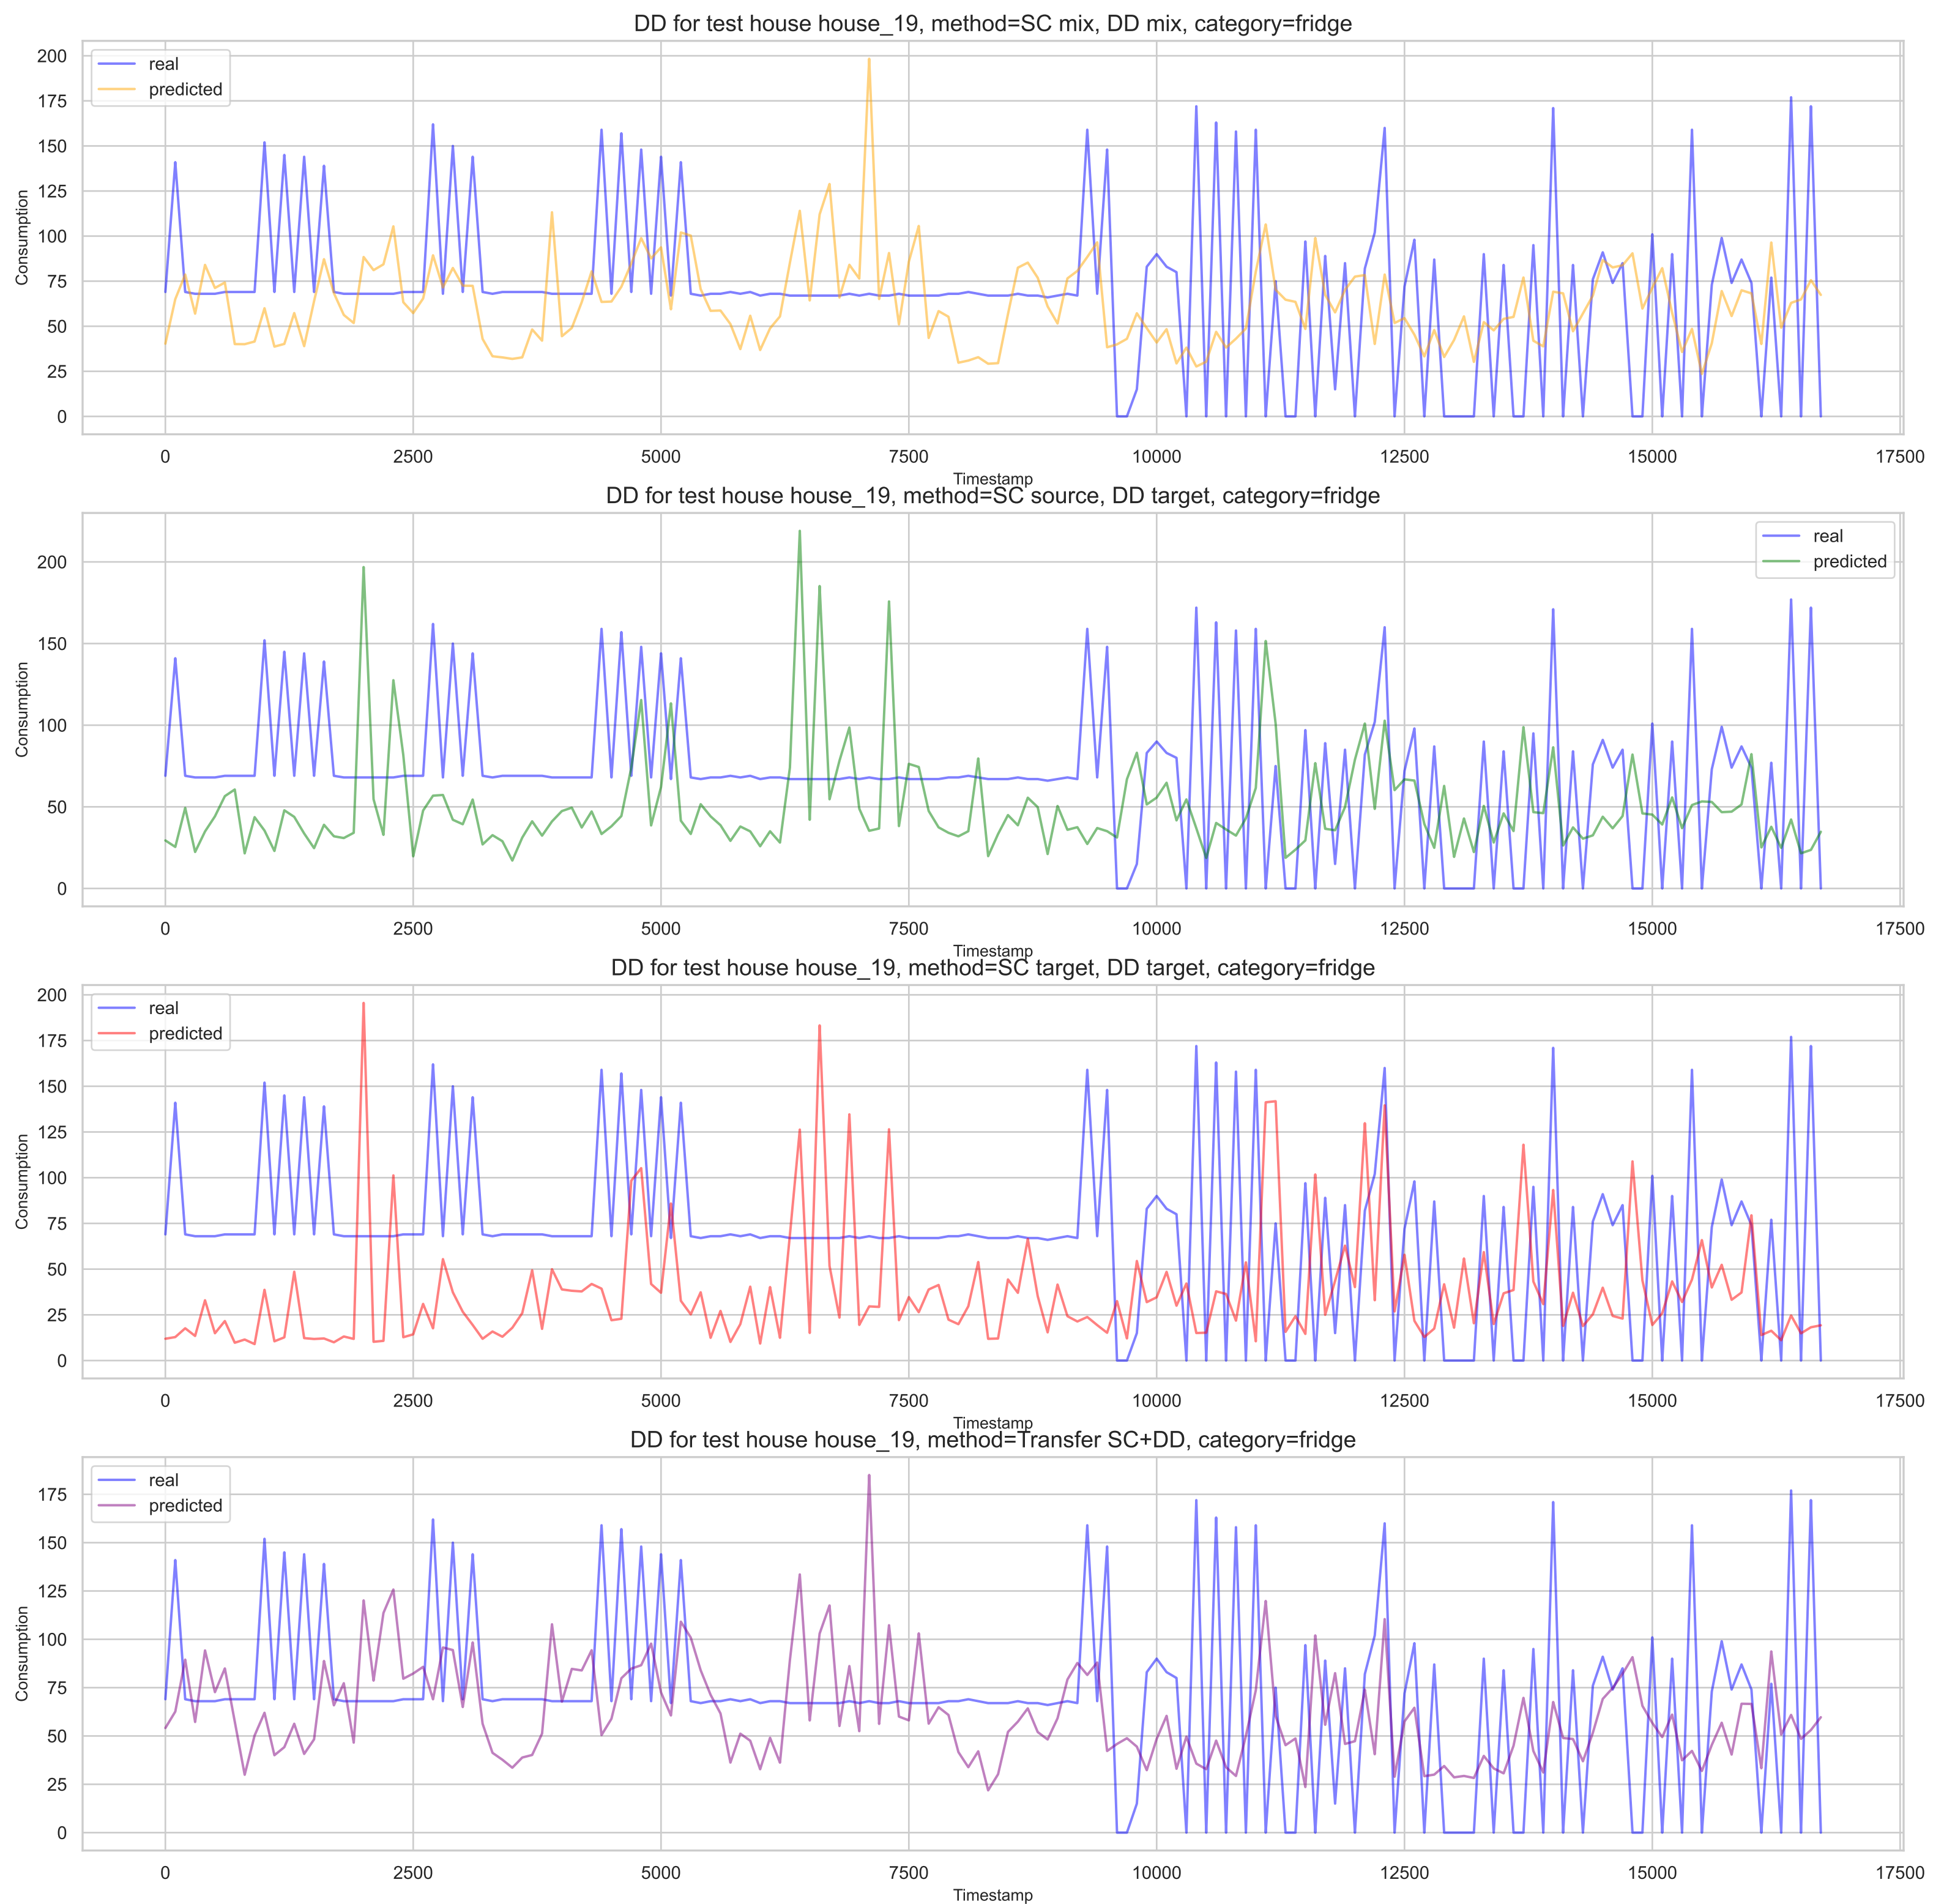 DD for test house house_19, method=SC mix, DD mix, category=fridge
200
175
150
125
100
75
50
25
0
Consumption
real
predicted
0 2500 5000 7500 10000 12500 15000 17500
Timestamp
DD for test house house_19, method=SC source, DD target, category=fridge
200
150
100
50
0
Consumption
real
predicted
0 2500 5000 7500 10000 12500 15000 17500
Timestamp
DD for test house house_19, method=SC target, DD target, category=fridge
200
175
150
125
100
75
50
25
0
Consumption
real
predicted
0 2500 5000 7500 10000 12500 15000 17500
Timestamp
DD for test house house_19, method=Transfer SC+DD, category=fridge
175
150
125
100
75
50
25
0
Consumption
real
predicted
0 2500 5000 7500 10000 12500 15000 17500
Timestamp